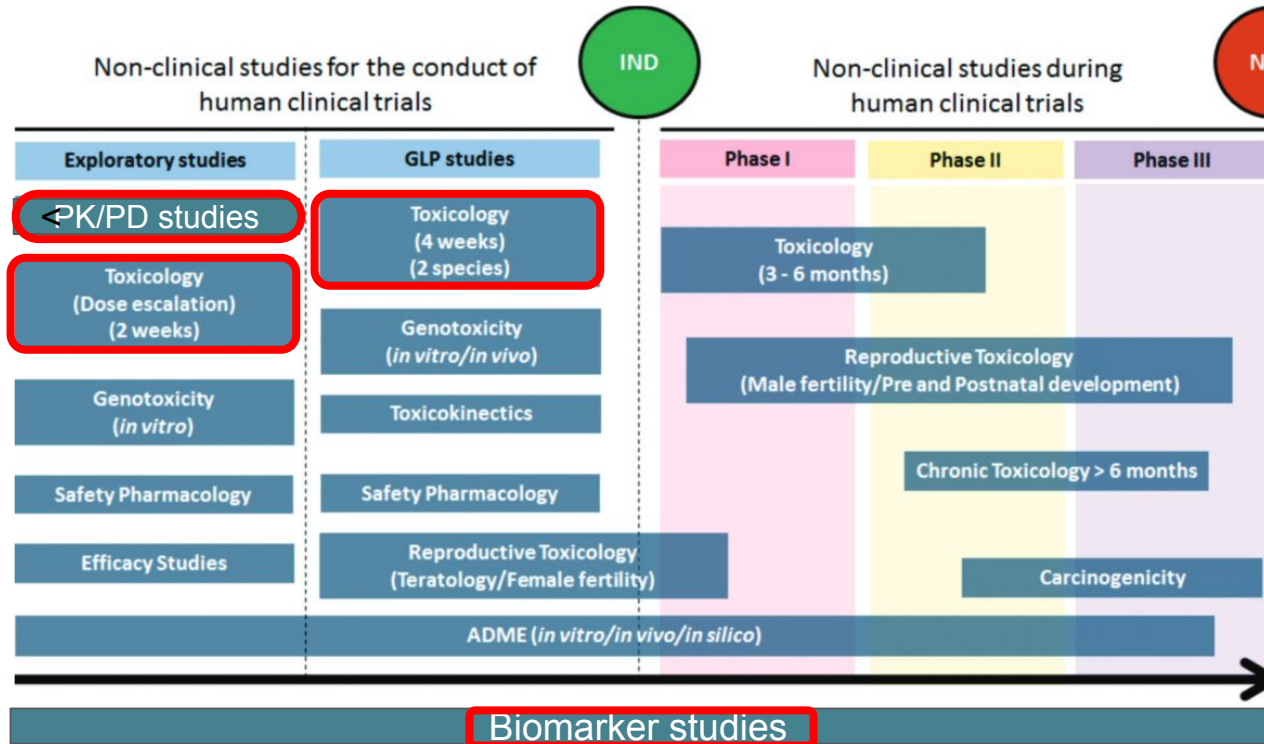 Non-clinical studies for the conduct of
human clinical trials
IND
Non-clinical studies during
human clinical trials
N
Exploratory studies
GLP studies
Phase I
Phase II
Phase III
<PK/PD studies
Toxicology
(Dose escalation)
(2 weeks)
Genotoxicity
(in vitro)
Safety Pharmacology
Efficacy Studies
Toxicology
(4 weeks)
(2 species)
Genotoxicity
(in vitro/in vivo)
Toxicokinectics
Safety Pharmacology
Reproductive Toxicology
(Teratology/Female fertility)
Toxicology
(3 - 6 months)
Reproductive Toxicology
(Male fertility/Pre and Postnatal development)
Chronic Toxicology > 6 months
Carcinogenicity
ADME (in vitro/in vivo/in silico)
Biomarker studies